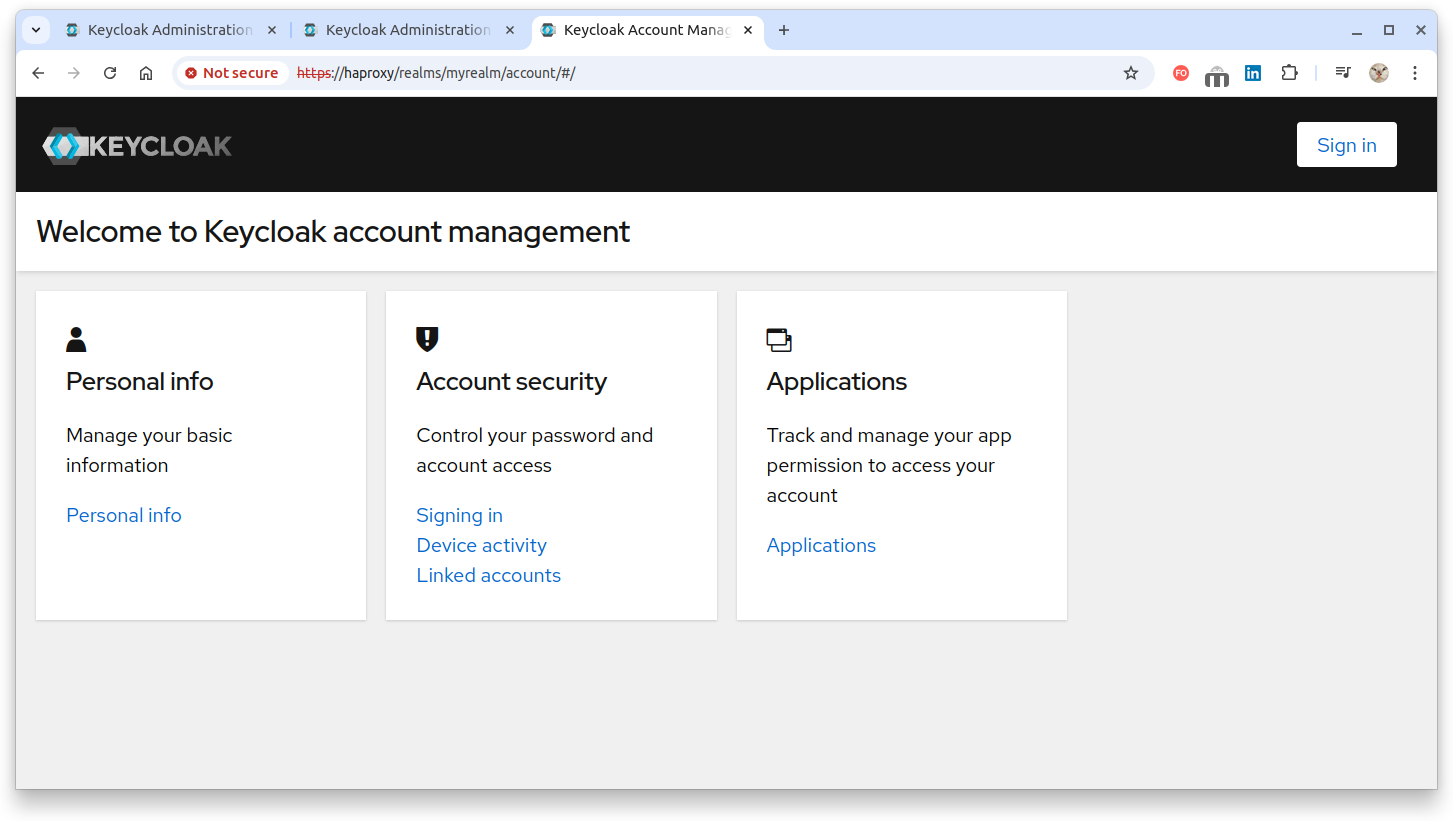 Keycloak Administration
Keycloak Administration
Keycloak Account Manag
Not secure
https://haproxy/realms/myrealm/account/#/
FO
in
KEYCLOAK
Sign in
Welcome to Keycloak account management
Personal info
Manage your basic
information
Personal info
Account security
Control your password and
account access
Signing in
Device activity
Linked accounts
Applications
Track and manage your app
permission to access your
account
Applications